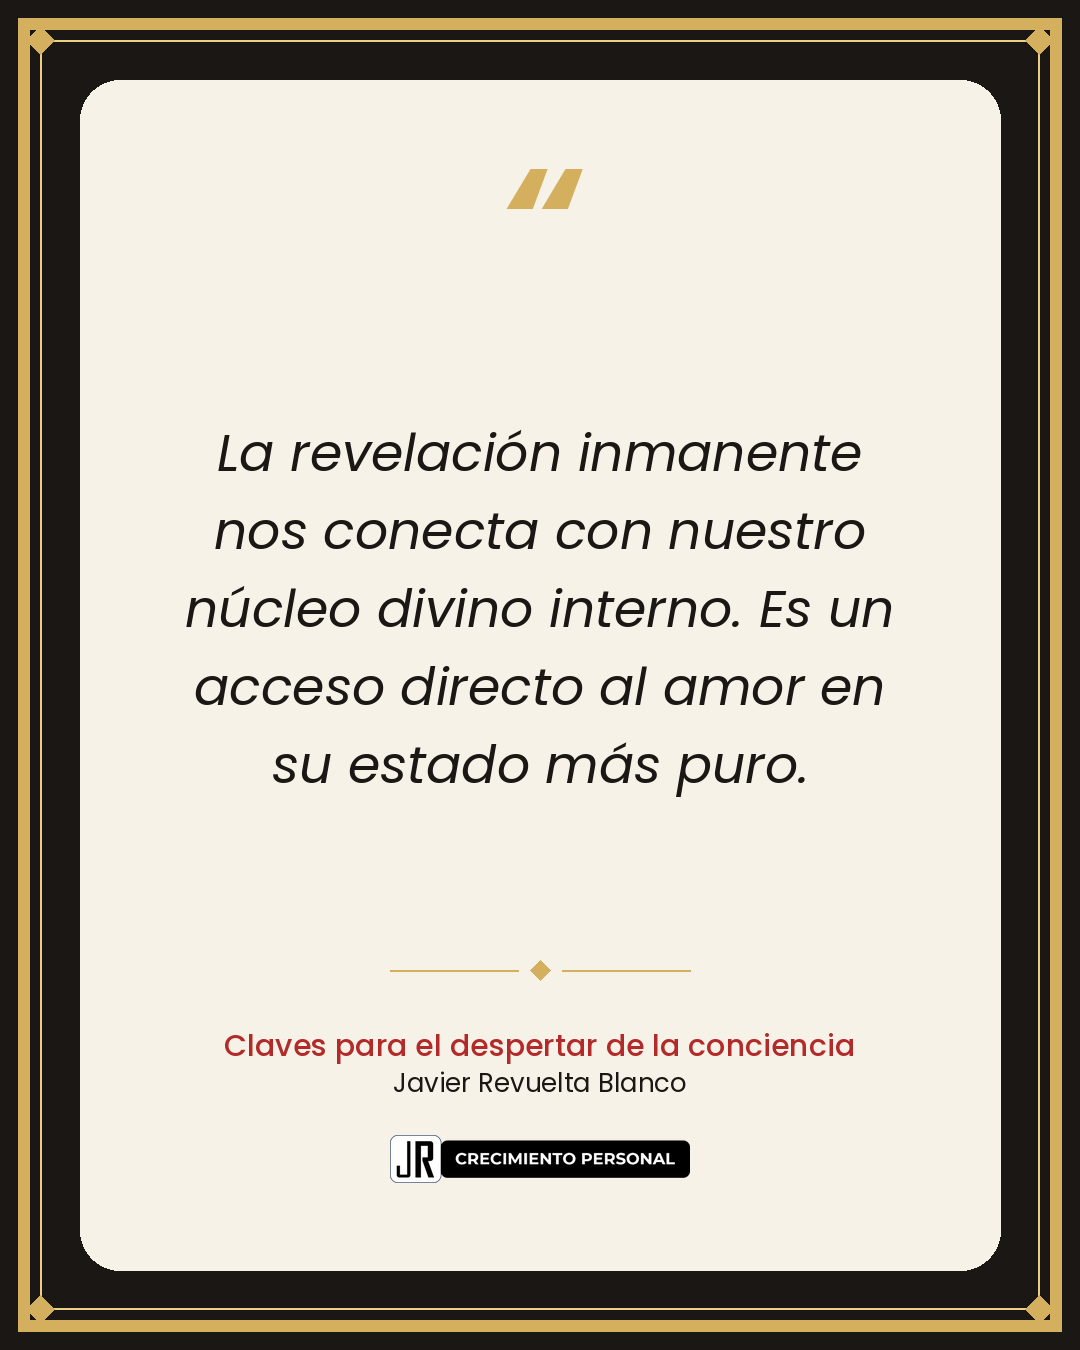 “
La revelación inmanente
nos conecta con nuestro
núcleo divino interno. Es un
acceso directo al amor en
su estado más puro.
Claves para el despertar de la conciencia
Javier Revuelta Blanco
JR CRECIMIENTO PERSONAL